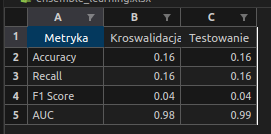 ensemble_learning.xlsx
A B C
1 Metryka Kroswalidacja Testowanie
2 Accuracy 0.16 0.16
3 Recall 0.16 0.16
4 F1 Score 0.04 0.04
5 AUC 0.98 0.99